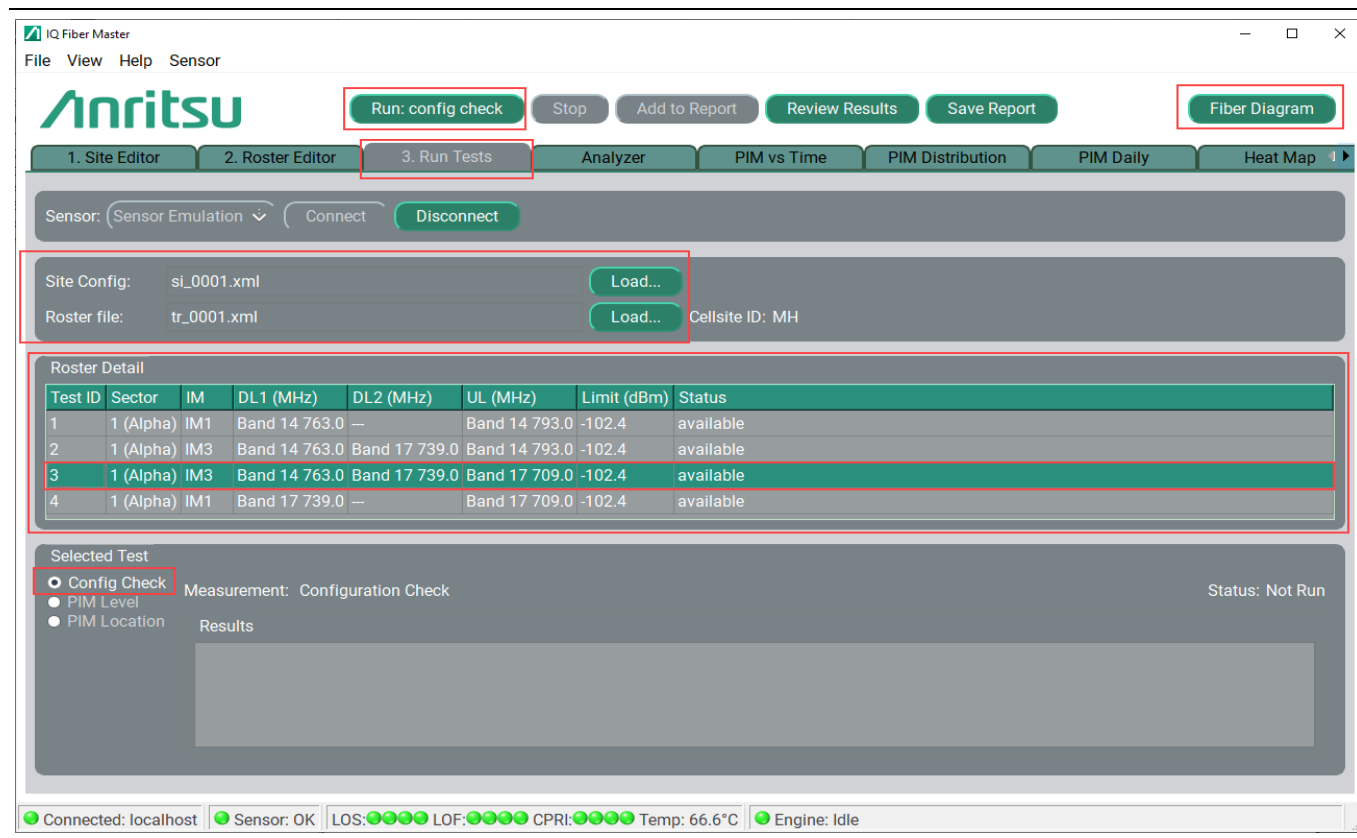 IQ Fiber Master
File View Help Sensor
Anritsu Run: config check Stop Add to Report Review Results Save Report Fiber Diagram
1. Site Editor 2. Roster Editor 3. Run Tests Analyzer PIM vs Time PIM Distribution PIM Daily Heat Map
Sensor: Sensor Emulation Connect Disconnect
Site Config: si_0001.xml Load...
Roster file: tr_0001.xml Load... Cellsite ID: MH
Roster Detail
Test ID Sector IM DL1 (MHz) DL2 (MHz) UL (MHz) Limit (dBm) Status
1 1 (Alpha) IM1 Band 14 763.0 --- Band 14 793.0 -102.4 available
2 1 (Alpha) IM3 Band 14 763.0 Band 17 739.0 Band 14 793.0 -102.4 available
3 1 (Alpha) IM3 Band 14 763.0 Band 17 739.0 Band 17 709.0 -102.4 available
4 1 (Alpha) IM1 Band 17 739.0 --- Band 17 709.0 -102.4 available
Selected Test
Config Check Measurement: Configuration Check Status: Not Run
PIM Level
PIM Location Results
Connected: localhost Sensor: OK LOS: LOF: CPRI: Temp: 66.6°C Engine: Idle